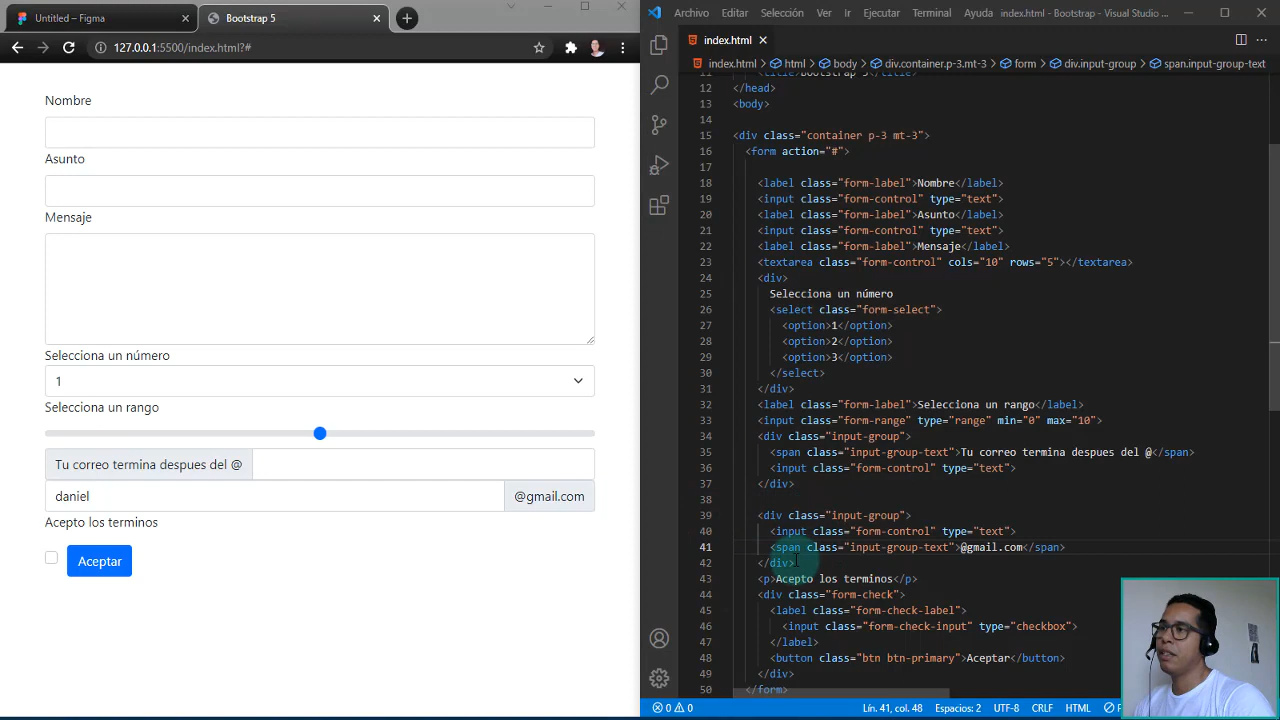 Untitled – Figma
Bootstrap 5
127.0.0.1:5500/index.html?#
Nombre
Asunto
Mensaje
Selecciona un número
1
Selecciona un rango
Tu correo termina despues del @
daniel
@gmail.com
Acepto los terminos
Aceptar
Archivo Editar Selección Ver Ir Ejecutar Terminal Ayuda index.html - Bootstrap - Visual Studio ...
index.html
index.html > html > body > div.container.p-3.mt-3 > form > div.input-group > span.input-group-text
11 <title>Bootstrap 5</title>
12 </head>
13 <body>
14
15 <div class="container p-3 mt-3">
16 <form action="#">
17
18 <label class="form-label">Nombre</label>
19 <input class="form-control" type="text">
20 <label class="form-label">Asunto</label>
21 <input class="form-control" type="text">
22 <label class="form-label">Mensaje</label>
23 <textarea class="form-control" cols="10" rows="5"></textarea>
24 <div>
25 Selecciona un número
26 <select class="form-select">
27 <option>1</option>
28 <option>2</option>
29 <option>3</option>
30 </select>
31 </div>
32 <label class="form-label">Selecciona un rango</label>
33 <input class="form-range" type="range" min="0" max="10">
34 <div class="input-group">
35 <span class="input-group-text">Tu correo termina despues del @</span>
36 <input class="form-control" type="text">
37 </div>
38
39 <div class="input-group">
40 <input class="form-control" type="text">
41 <span class="input-group-text">@gmail.com</span>
42 </div>
43 <p>Acepto los terminos</p>
44 <div class="form-check">
45 <label class="form-check-label">
46 <input class="form-check-input" type="checkbox">
47 </label>
48 <button class="btn btn-primary">Aceptar</button>
49 </div>
50 </form>
0 0 Lín. 41, col. 48 Espacios: 2 UTF-8 CRLF HTML